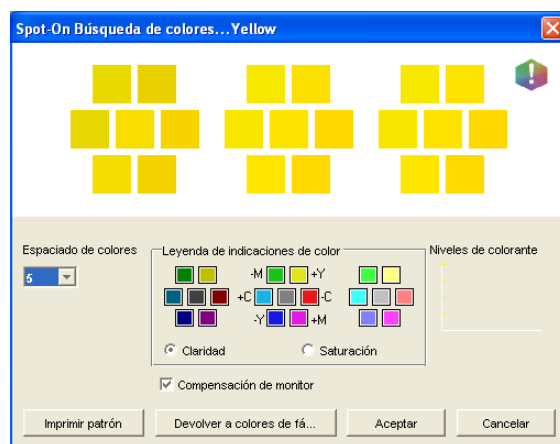 Spot-On Búsqueda de colores...Yellow
Espaciado de colores
5
Leyenda de indicaciones de color
-M +Y
+C -C
-Y +M
Claridad
Saturación
Niveles de colorante
Compensación de monitor
Imprimir patrón
Devolver a colores de fá...
Aceptar
Cancelar